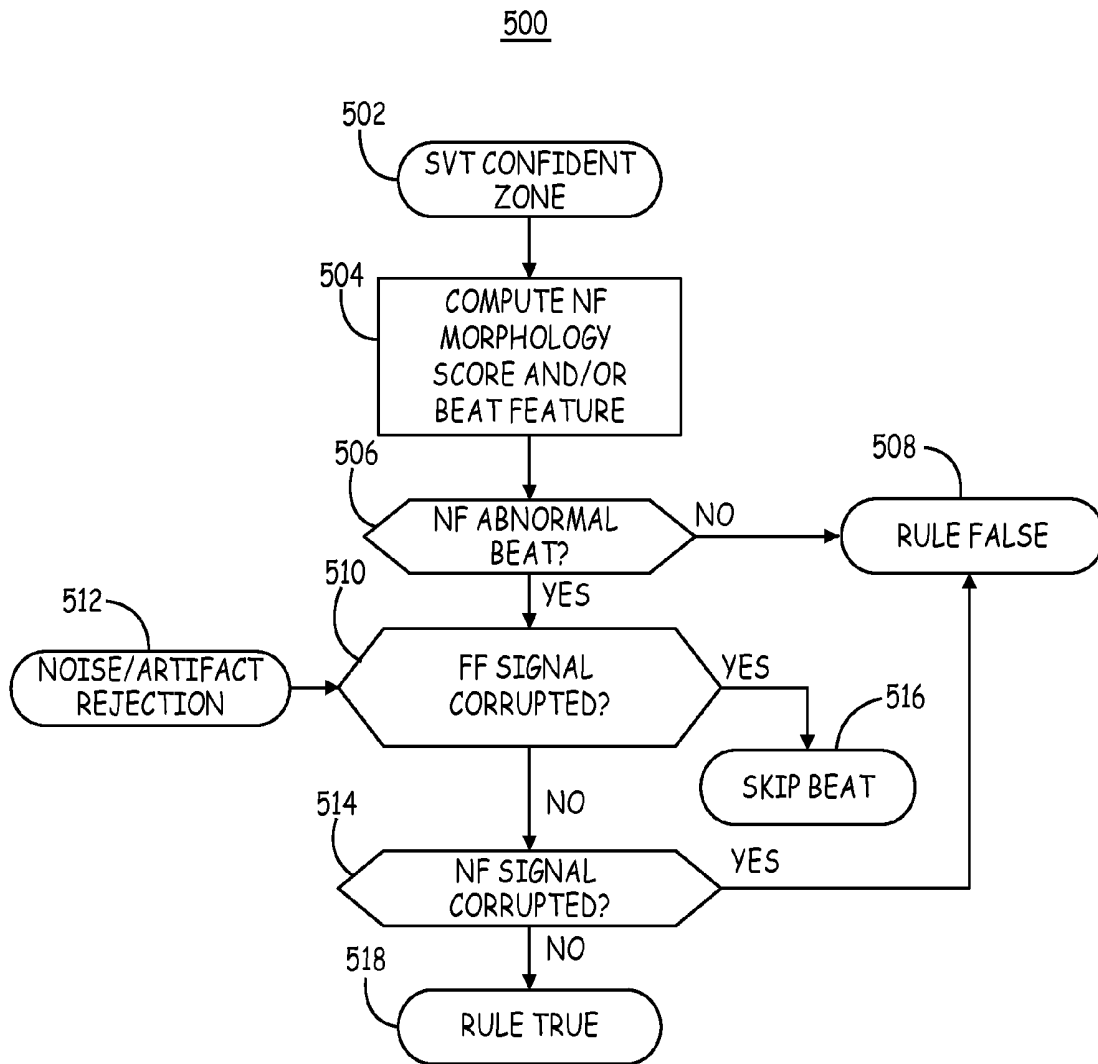 500
502
SVT CONFIDENT
ZONE
504
COMPUTE NF
MORPHOLOGY
SCORE AND/OR
BEAT FEATURE
506
NF ABNORMAL
BEAT?
NO
508
RULE FALSE
YES
510
512
NOISE/ARTIFACT
REJECTION
FF SIGNAL
CORRUPTED?
YES
516
SKIP BEAT
NO
514
NF SIGNAL
CORRUPTED?
YES
NO
518
RULE TRUE